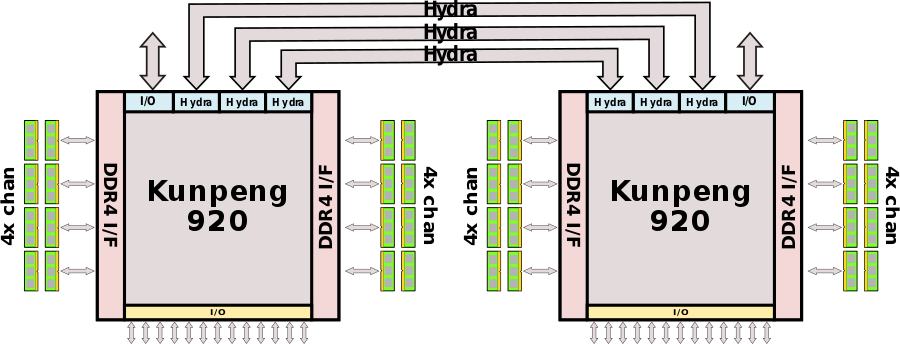 Hydra
Hydra
Hydra
I/O Hydra Hydra Hydra
Hydra Hydra Hydra I/O
4x chan
DDR4 I/F
Kunpeng
920
DDR4 I/F
4x chan
4x chan
DDR4 I/F
Kunpeng
920
DDR4 I/F
4x chan
I/O
I/O